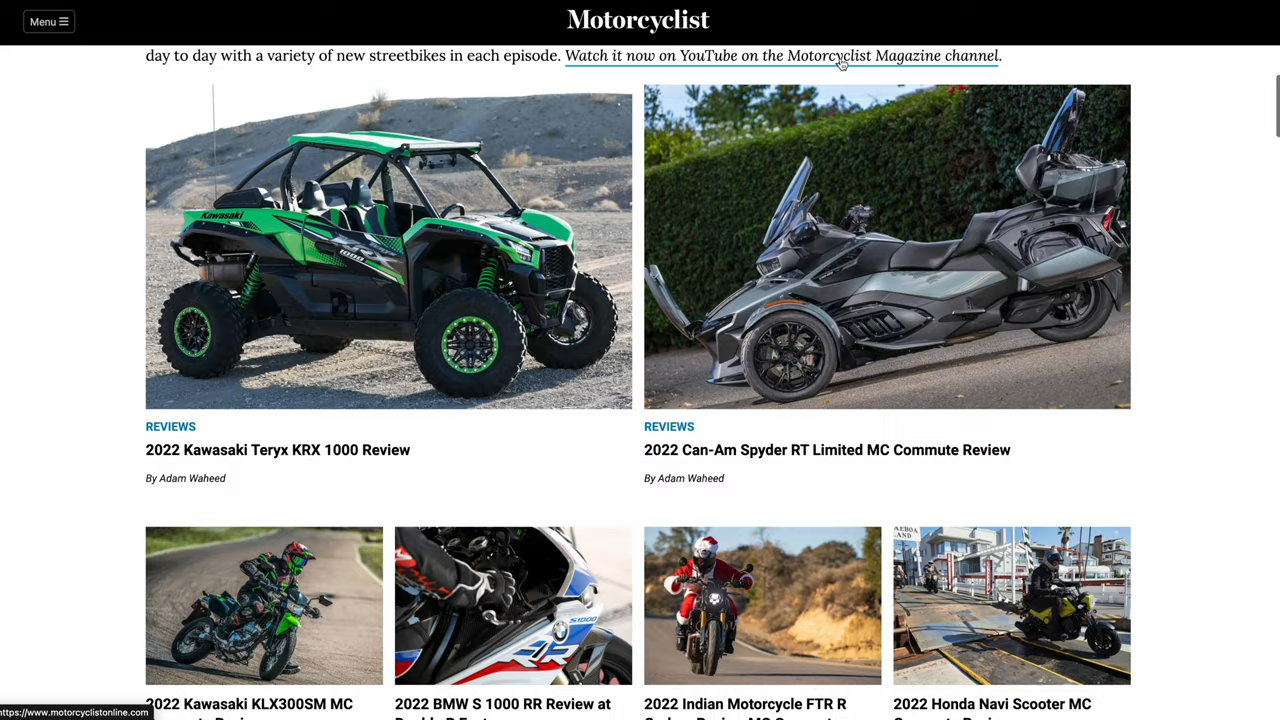 Menu
Motorcyclist
day to day with a variety of new streetbikes in each episode. Watch it now on YouTube on the Motorcyclist Magazine channel.
Kawasaki
1000
REVIEWS
REVIEWS
2022 Kawasaki Teryx KRX 1000 Review
2022 Can-Am Spyder RT Limited MC Commute Review
By Adam Waheed
By Adam Waheed
S1000
RR
2022 Kawasaki KLX300SM MC
2022 BMW S 1000 RR Review at
2022 Indian Motorcycle FTR R
2022 Honda Navi Scooter MC
https://www.motorcyclistonline.com